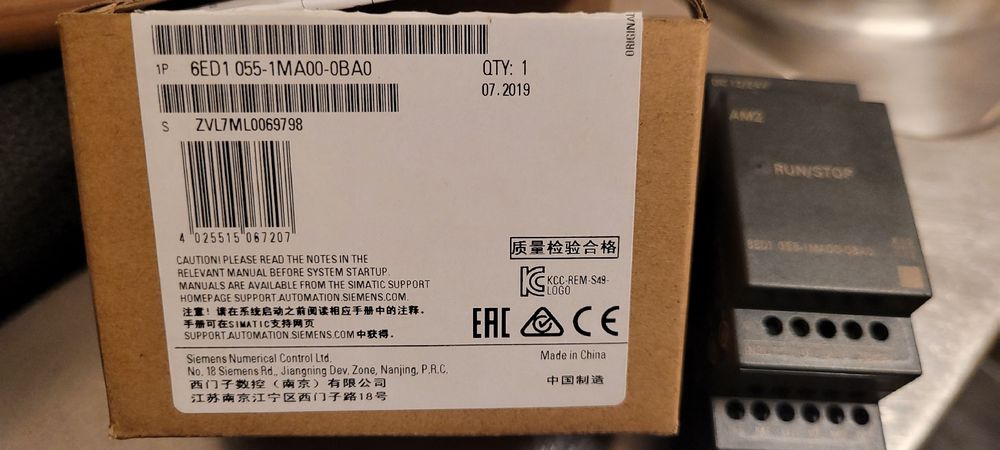 ORIGINAL
1P 6ED1 055-1MA00-0BA0 QTY: 1
07.2019
S ZVL7ML0069798
4 025515 067207
质量检验合格
CAUTION! PLEASE READ THE NOTES IN THE
RELEVANT MANUAL BEFORE SYSTEM STARTUP.
MANUALS ARE AVAILABLE FROM THE SIMATIC SUPPORT
HOMEPAGE SUPPORT.AUTOMATION.SIEMENS.COM.
注意！请在系统启动之前阅读相应手册中的注释。
手册可在SIMATIC支持网页
SUPPORT.AUTOMATION.SIEMENS.COM 中获得。
KCC-REM-S49-
LOGO
EAC CE
Siemens Numerical Control Ltd. Made in China
No. 18 Siemens Rd., Jiangning Dev. Zone, Nanjing, P.R.C.
西门子数控（南京）有限公司 中国制造
江苏南京江宁区西门子路18号
DC 12/24V
AM2
RUN/STOP
6ED1 055-1MA00-0BA0